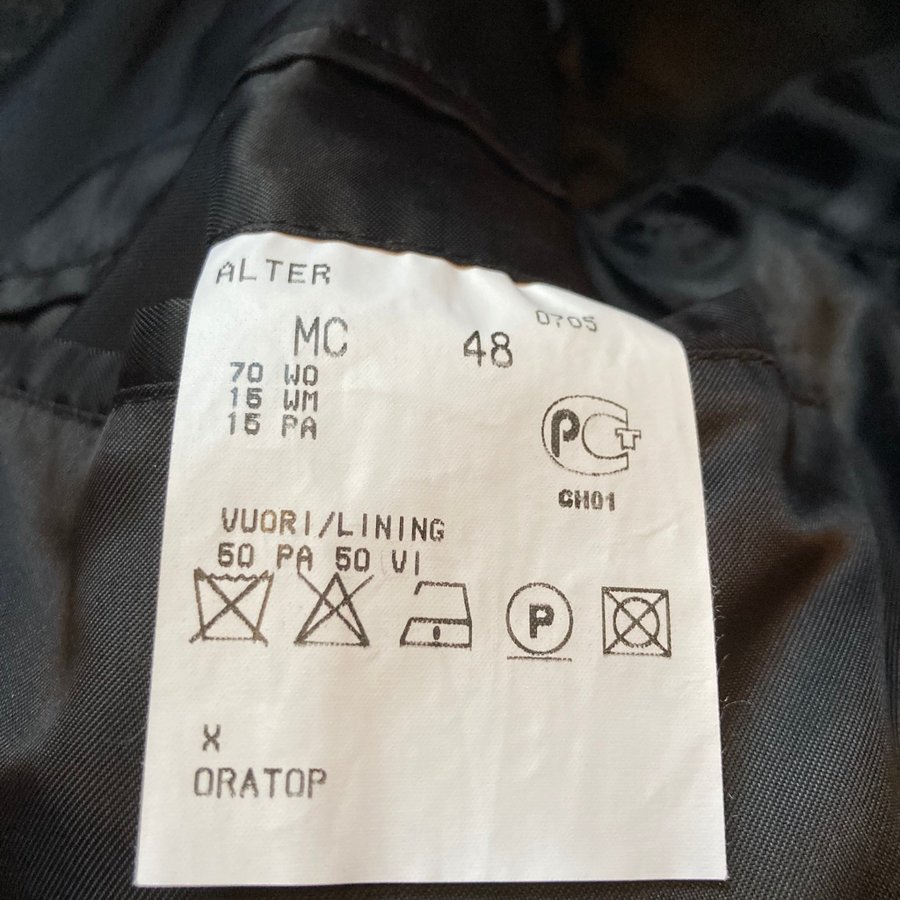 ALTER
0705
MC 48
70 WO
15 WM
15 PA
PCT
CH01
VUORI/LINING
50 PA 50 VI
P
X
ORATOP